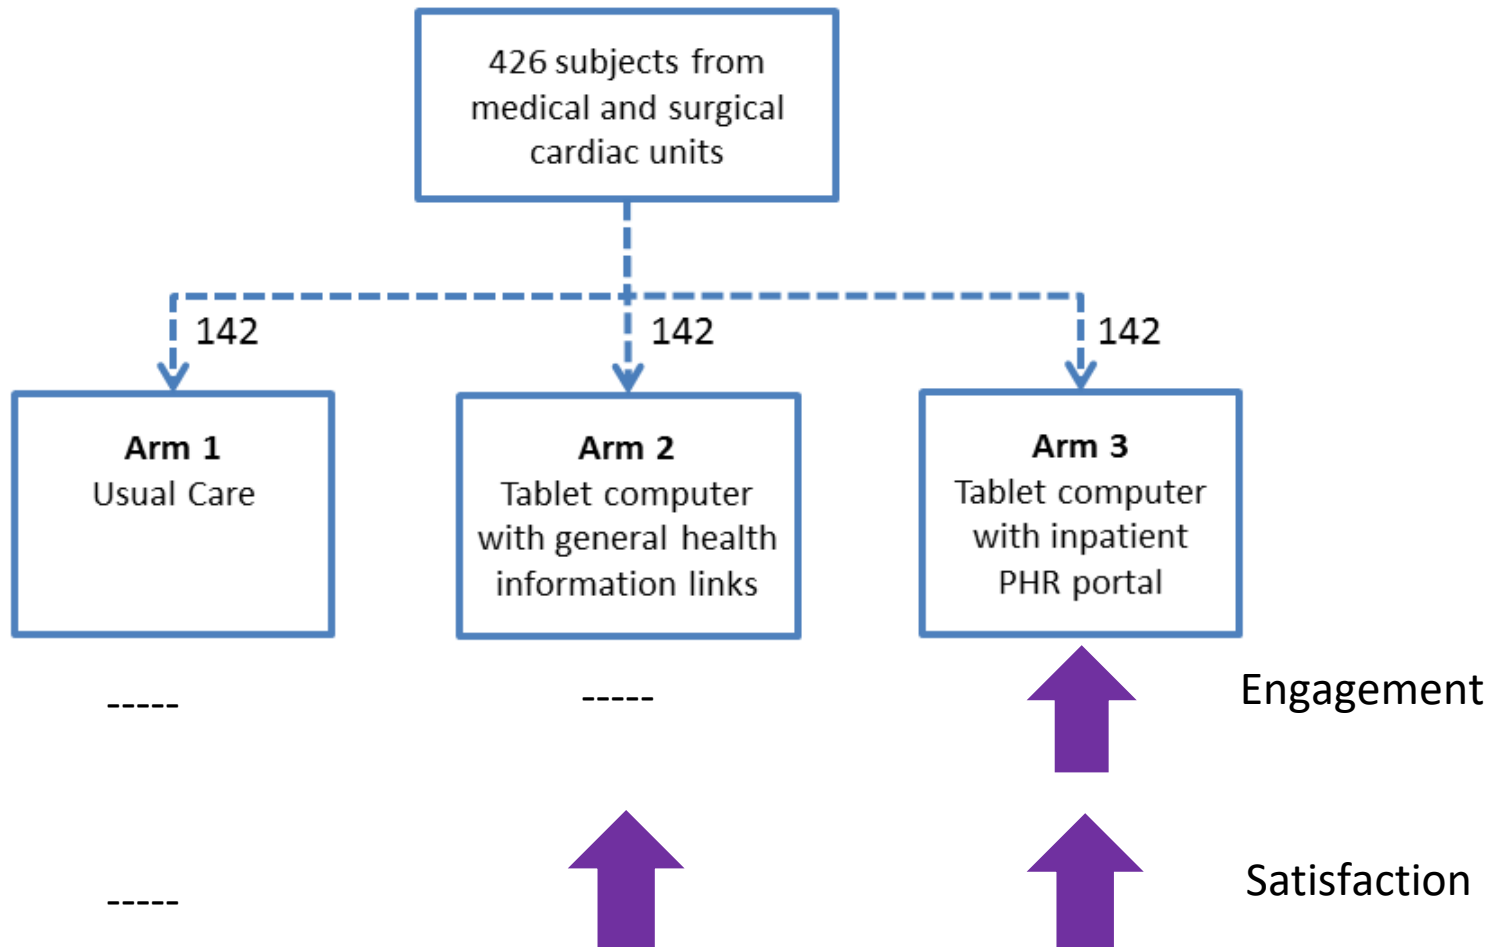 426 subjects from
medical and surgical
cardiac units
142
142
142
Arm 1
Usual Care
Arm 2
Tablet computer
with general health
information links
Arm 3
Tablet computer
with inpatient
PHR portal
-----
-----
Engagement
-----
Satisfaction